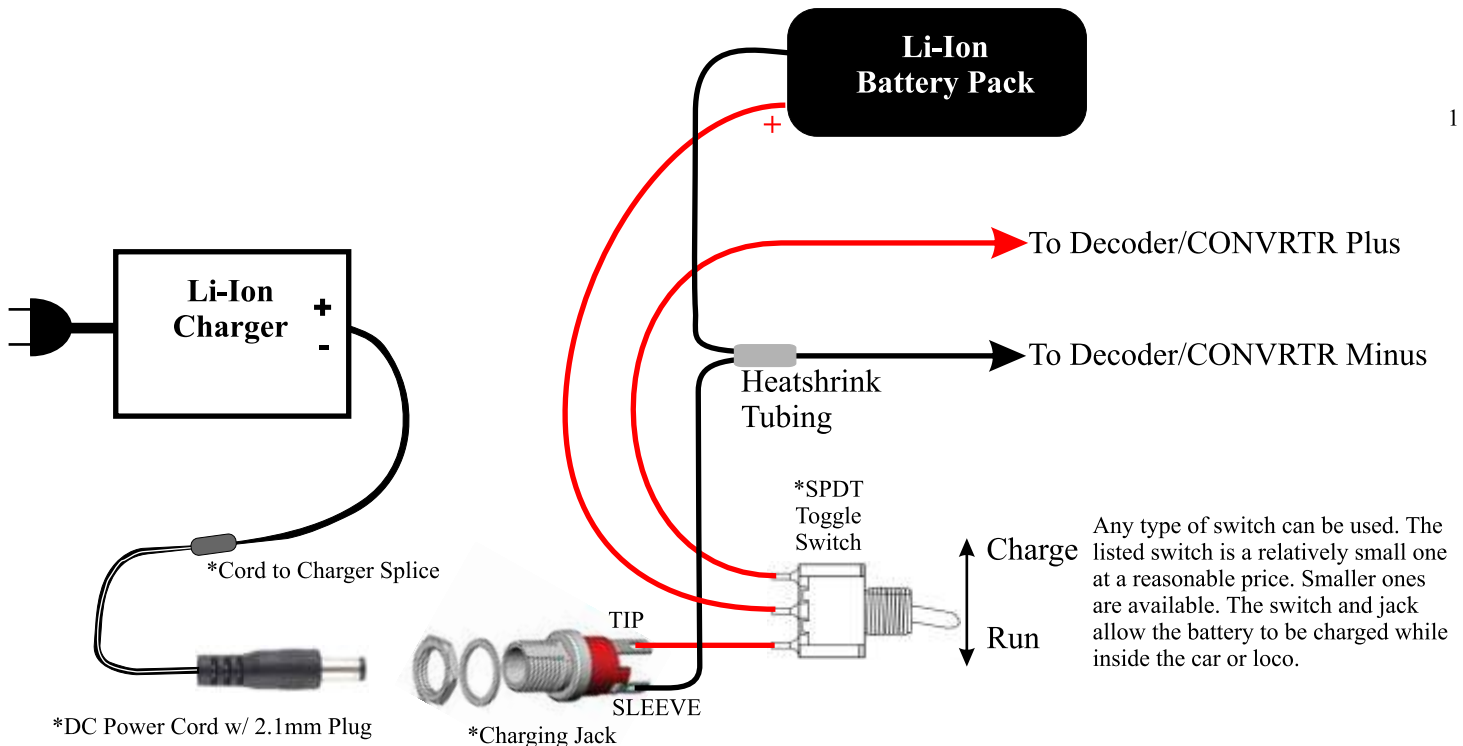 Li-Ion
Battery Pack
+
1
To Decoder/CONVRTR Plus
Li-Ion
Charger
+
-
To Decoder/CONVRTR Minus
Heatshrink
Tubing
*SPDT
Toggle
Switch
Charge
Run
Any type of switch can be used. The
listed switch is a relatively small one
at a reasonable price. Smaller ones
are available. The switch and jack
allow the battery to be charged while
inside the car or loco.
*Cord to Charger Splice
TIP
SLEEVE
*DC Power Cord w/ 2.1mm Plug
*Charging Jack